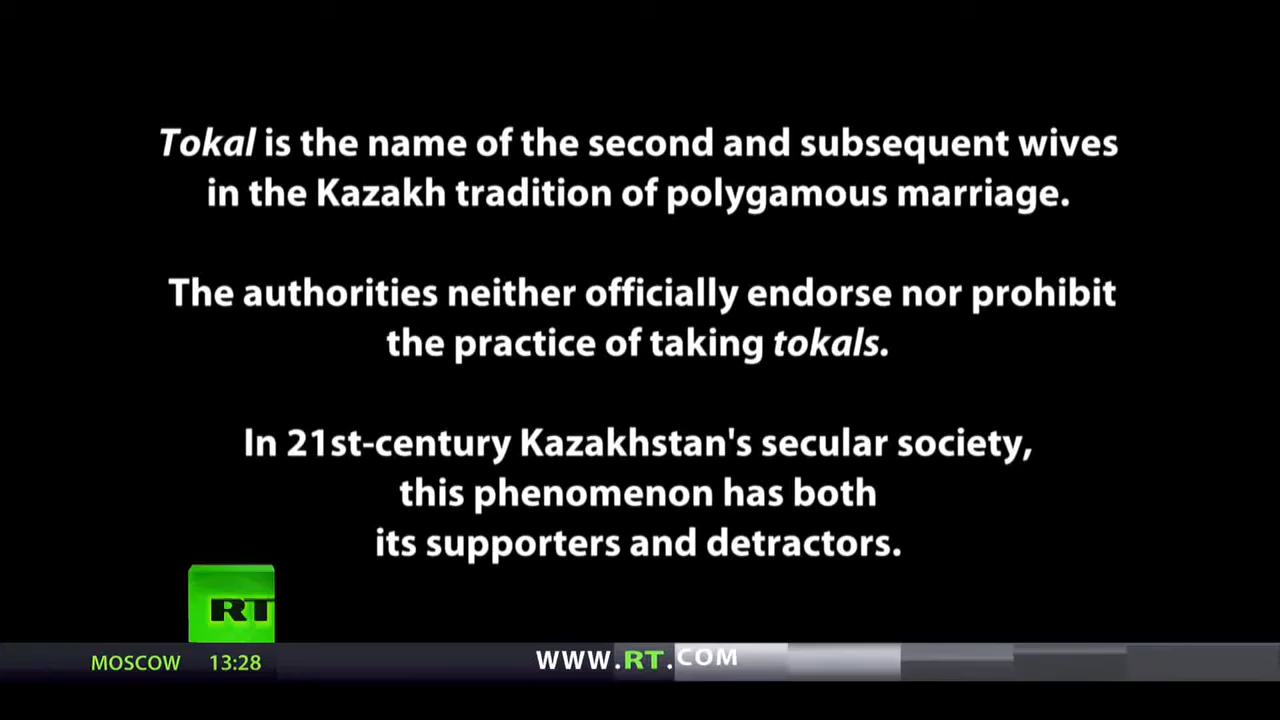 Tokal is the name of the second and subsequent wives
in the Kazakh tradition of polygamous marriage.
The authorities neither officially endorse nor prohibit
the practice of taking tokals.
In 21st-century Kazakhstan's secular society,
this phenomenon has both
its supporters and detractors.
RT
MOSCOW 13:28
WWW.RT.COM